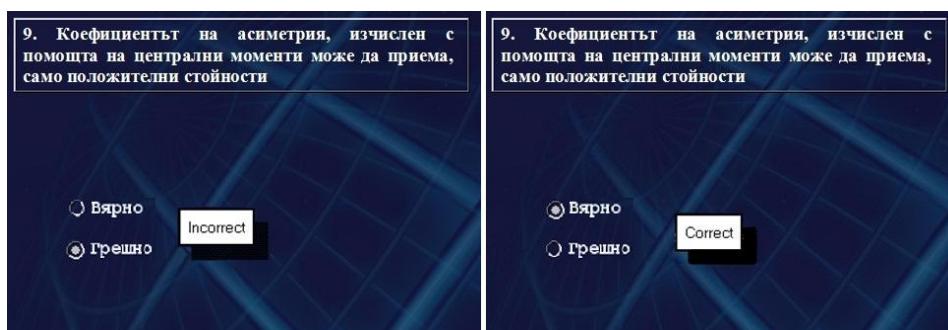 9. Коефициентът на асиметрия, изчислен с
помощта на централни моменти може да приема,
само положителни стойности
Вярно
Incorrect
Грешно
9. Коефициентът на асиметрия, изчислен с
помощта на централни моменти може да приема,
само положителни стойности
Вярно
Correct
Грешно